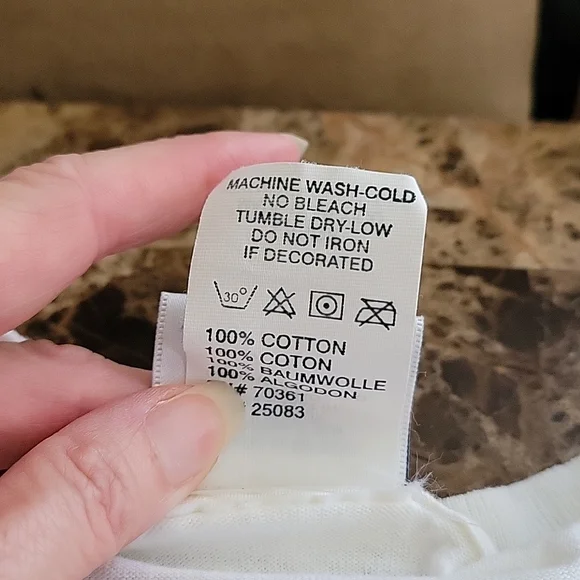 MACHINE WASH-COLD
NO BLEACH
TUMBLE DRY-LOW
DO NOT IRON
IF DECORATED
30°
100% COTTON
100% COTON
100% BAUMWOLLE
100% ALGODON
# 70361
25083